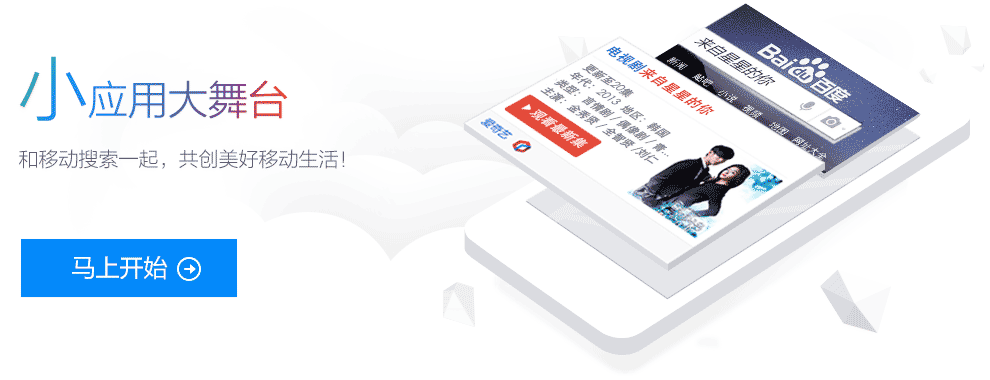 小应用大舞台
和移动搜索一起，共创美好移动生活！
马上开始
Baidu百度
来自星星的你
新闻 贴吧 小说 视频 地图 网址大全
电视剧来自星星的你
更新至20集
年代：2013 地区：韩国
类型：言情剧 / 偶像剧 / 青...
主演：金秀贤 / 全智贤 /刘仁
观看最新集
爱奇艺